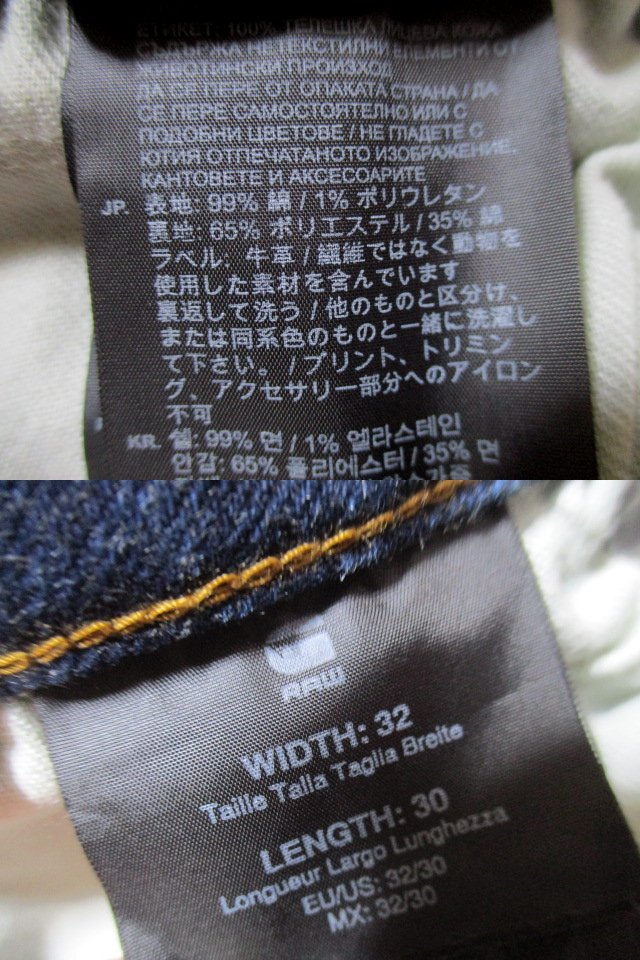 ЕТИКЕТ: 100% ТЕЛЕШКА ЛИЦЕВА КОЖА
СЪДЪРЖА НЕТЕКСТИЛНИ ЕЛЕМЕНТИ ОТ
ЖИВОТИНСКИ ПРОИЗХОД
ДА СЕ ПЕРЕ ОТ ОПАКАТА СТРАНА / ДА
СЕ ПЕРЕ САМОСТОЯТЕЛНО ИЛИ С
ПОДОБНИ ЦВЕТОВЕ / НЕ ГЛАДЕТЕ С
ЮТИЯ ОТПЕЧАТАНОТО ИЗОБРАЖЕНИЕ,
КАНТОВЕТЕ И АКСЕСОАРИТЕ
JP. 表地: 99% 綿 / 1% ポリウレタン
裏地: 65% ポリエステル / 35% 綿
ラベル: 牛革 / 繊維ではなく動物を
使用した素材を含んでいます
裏返して洗う / 他のものと区分け、
または同系色のものと一緒に洗濯し
て下さい。 / プリント、トリミン
グ、アクセサリー部分へのアイロン
不可
KR. 쉘: 99% 면 / 1% 엘라스테인
안감: 65% 폴리에스터 / 35% 면
RAW
WIDTH: 32
Taille Talla Taglia Breite
LENGTH: 30
Longueur Largo Lunghezza
EU/US: 32/30
MX: 32/30